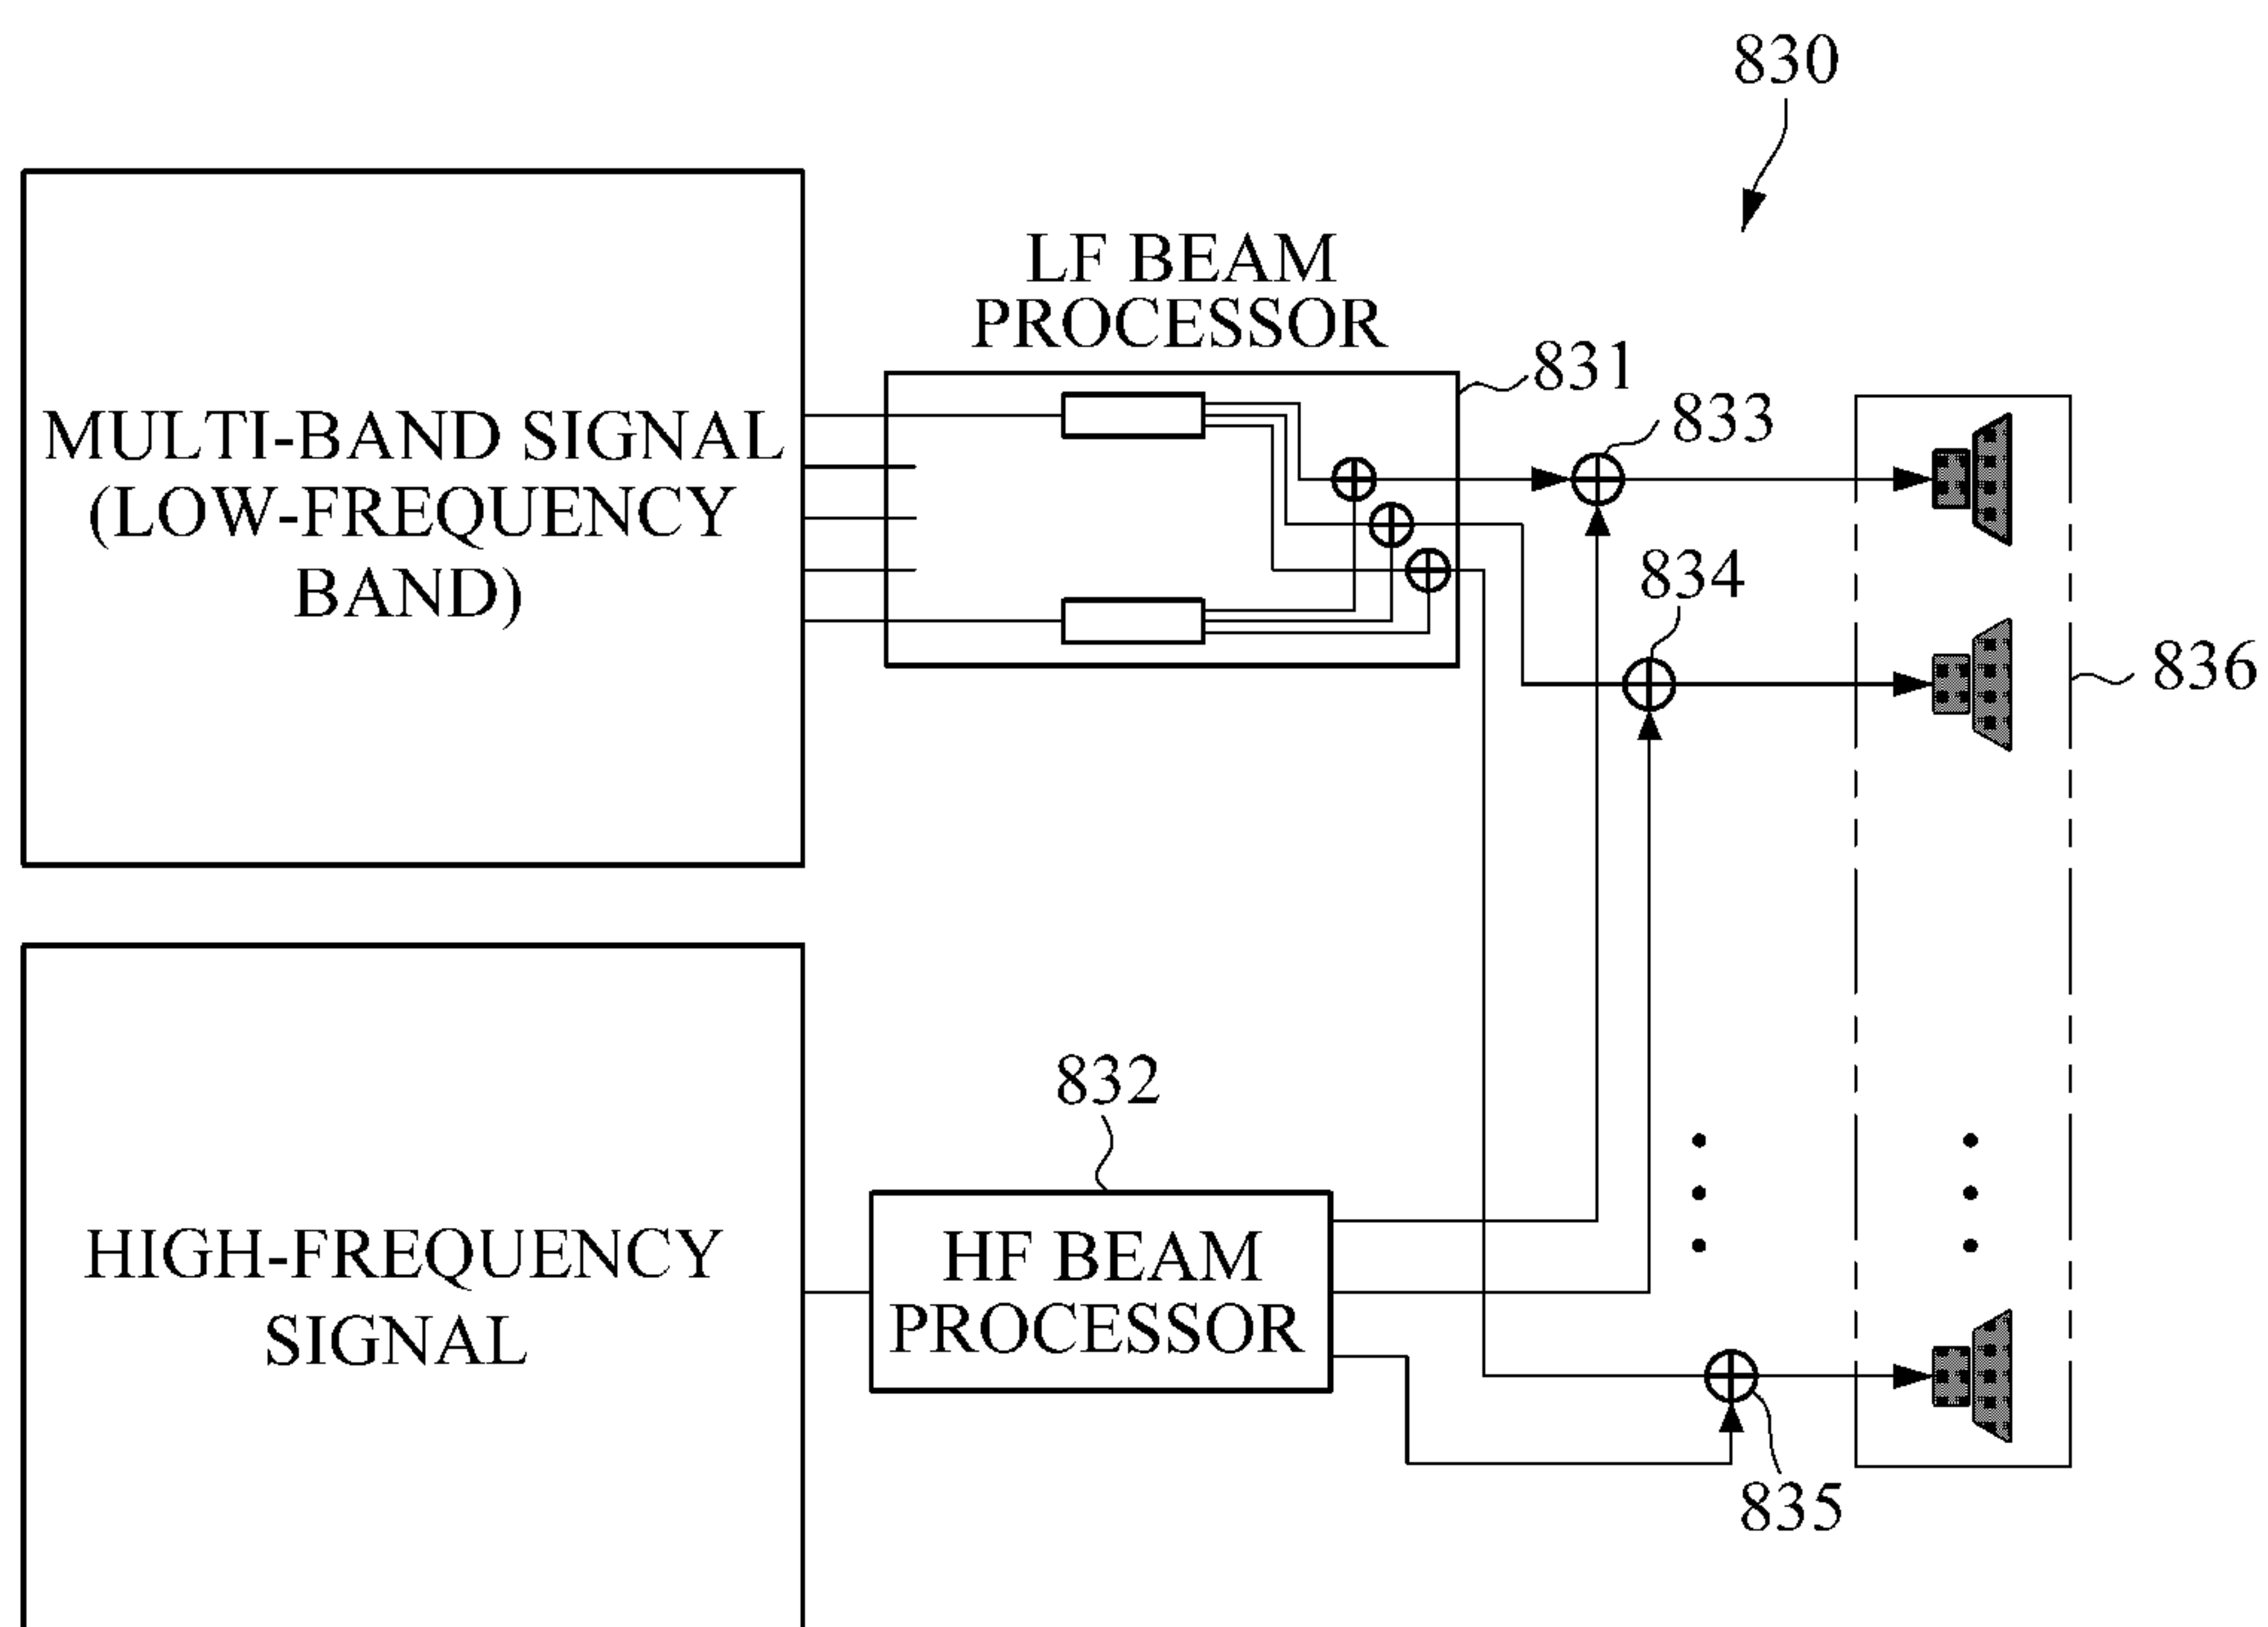 830
LF BEAM
PROCESSOR
831
833
MULTI-BAND SIGNAL
(LOW-FREQUENCY
BAND)
834
836
832
HIGH-FREQUENCY
SIGNAL
HF BEAM
PROCESSOR
835